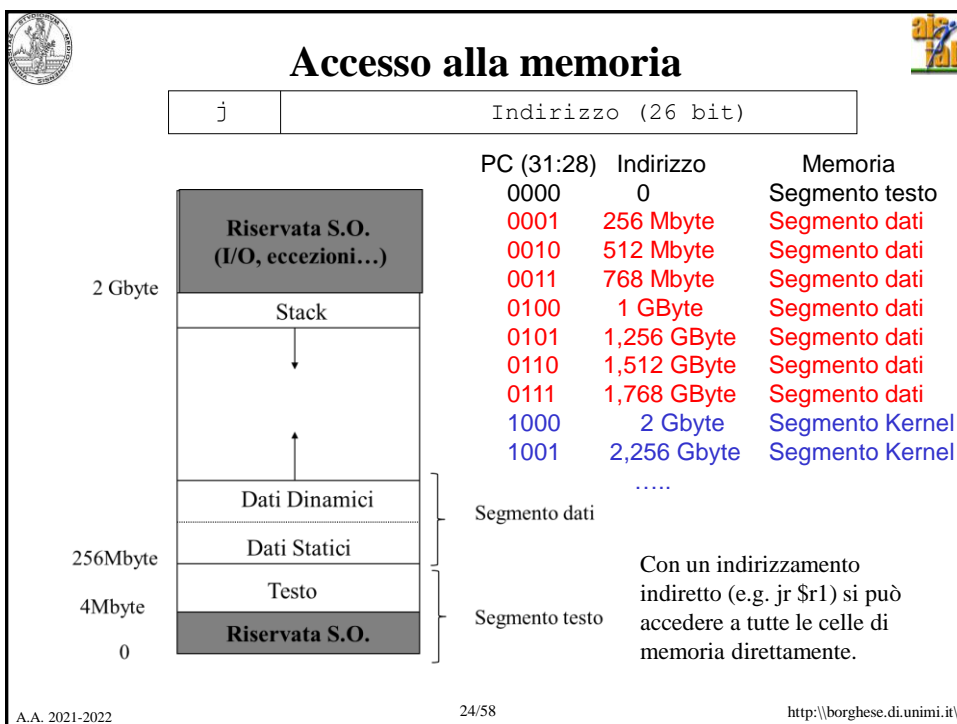 Accesso alla memoria
j Indirizzo (26 bit)
PC (31:28) Indirizzo Memoria
0000 0 Segmento testo
0001 256 Mbyte Segmento dati
0010 512 Mbyte Segmento dati
0011 768 Mbyte Segmento dati
0100 1 GByte Segmento dati
0101 1,256 GByte Segmento dati
0110 1,512 GByte Segmento dati
0111 1,768 GByte Segmento dati
1000 2 Gbyte Segmento Kernel
1001 2,256 Gbyte Segmento Kernel
…..
Riservata S.O.
(I/O, eccezioni…)
2 Gbyte
Stack
Dati Dinamici
Segmento dati
Dati Statici
256Mbyte
Testo
4Mbyte
Segmento testo
Riservata S.O.
0
Con un indirizzamento
indiretto (e.g. jr $r1) si può
accedere a tutte le celle di
memoria direttamente.
A.A. 2021-2022
24/58
http:\\borghese.di.unimi.it\